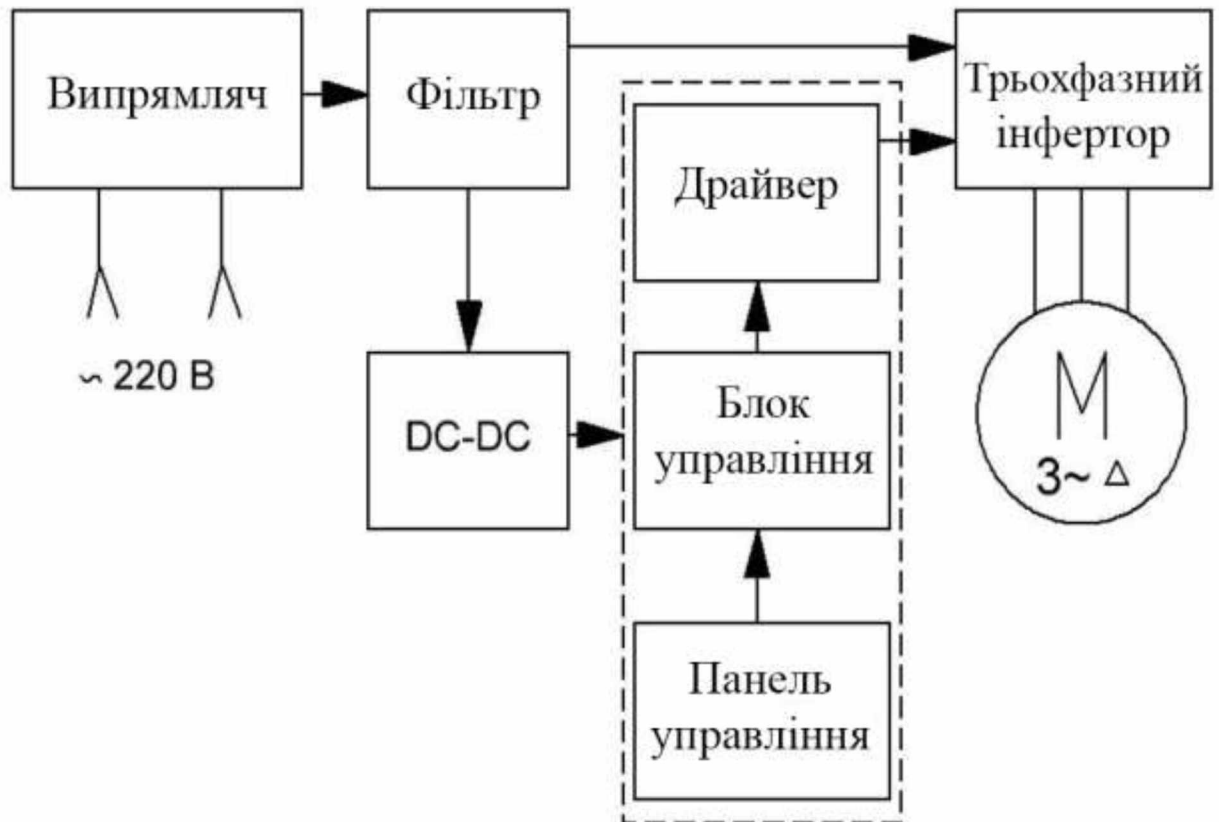 Випрямляч
Фільтр
Трьохфазний
інфертор
Драйвер
~ 220 В
DC-DC
Блок
управління
М
3~ Δ
Панель
управління